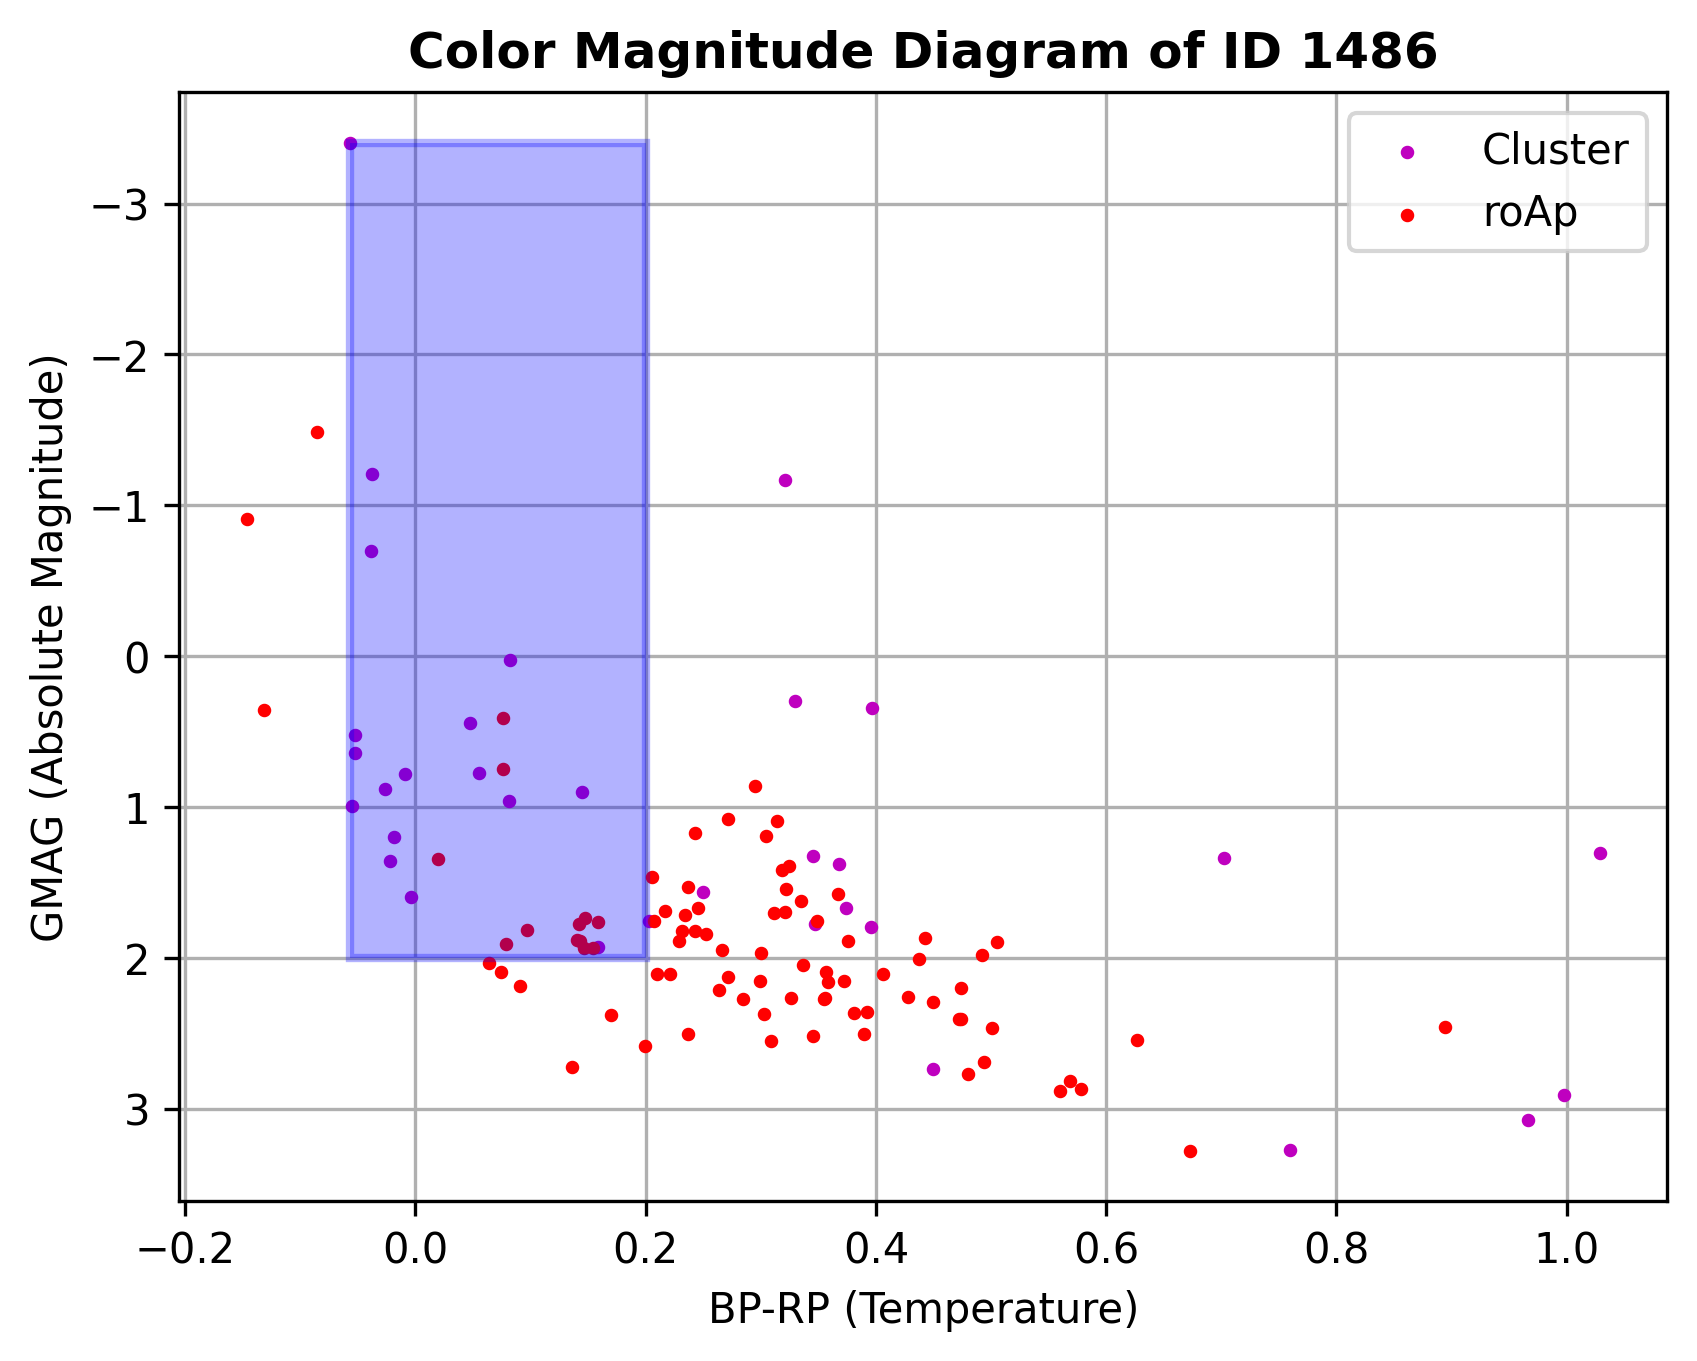 Color Magnitude Diagram of ID 1486
Cluster
roAp
−3
−2
−1
0
1
2
3
GMAG (Absolute Magnitude)
−0.2 0.0 0.2 0.4 0.6 0.8 1.0
BP-RP (Temperature)